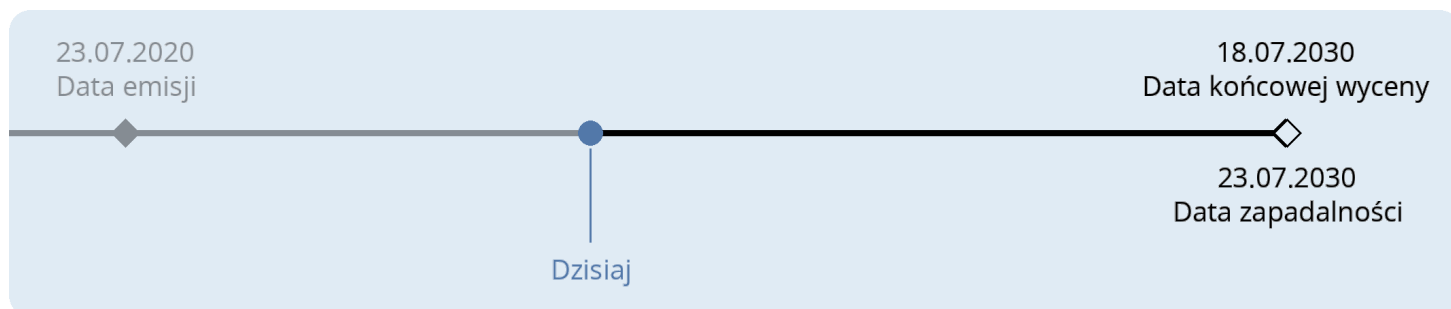 23.07.2020
Data emisji
18.07.2030
Data końcowej wyceny
23.07.2030
Data zapadalności
Dzisiaj